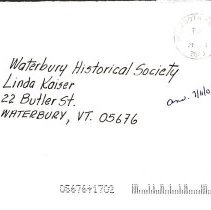 Waterbury Historical Society
Linda Kaiser
22 Butler St.
WATERBURY, VT. 05676
05676+1702